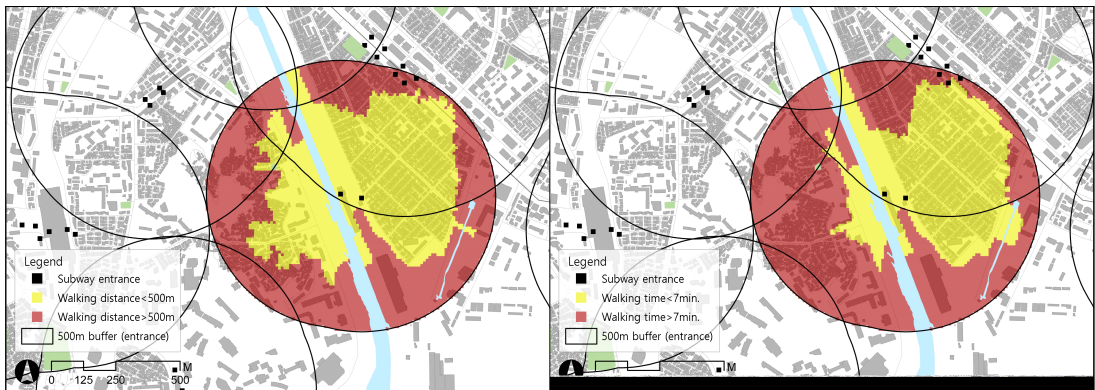 Legend
Subway entrance
Walking distance<500m
Walking distance>500m
500m buffer (entrance)
M
0 125 250 500
Legend
Subway entrance
Walking time<7min.
Walking time>7min.
500m buffer (entrance)
M